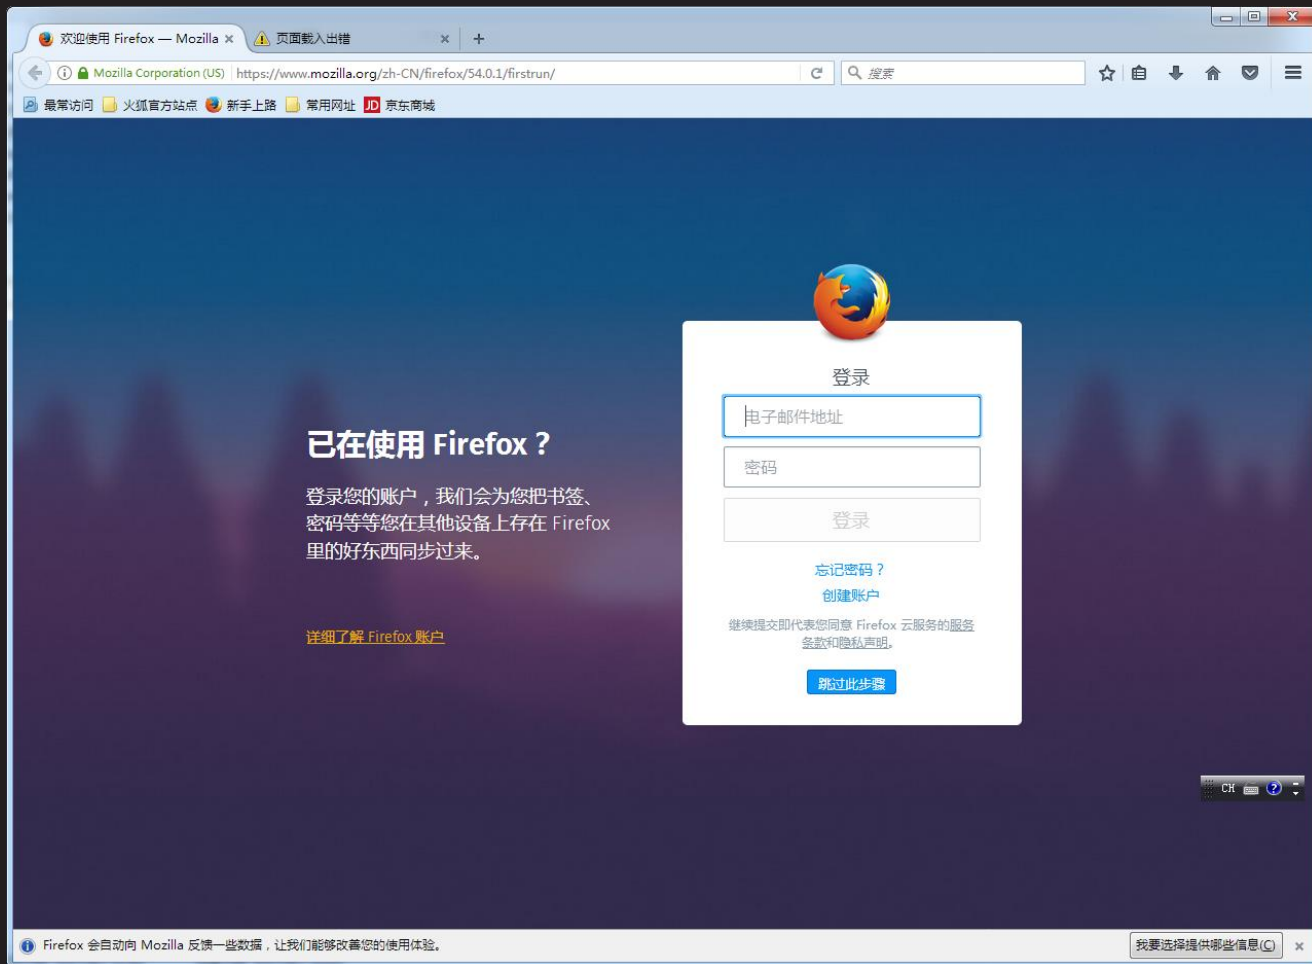 欢迎使用 Firefox — Mozilla
页面载入出错
Mozilla Corporation (US)
https://www.mozilla.org/zh-CN/firefox/54.0.1/firstrun/
搜索
最常访问
火狐官方站点
新手上路
常用网址
JD 京东商城
登录
电子邮件地址
密码
登录
忘记密码？
创建账户
继续提交即代表您同意 Firefox 云服务的服务
条款和隐私声明。
跳过此步骤
已在使用 Firefox？
登录您的账户，我们会为您把书签、
密码等等您在其他设备上存在 Firefox
里的好东西同步过来。
详细了解 Firefox 账户
CH
Firefox 会自动向 Mozilla 反馈一些数据，让我们能够改善您的使用体验。
我要选择提供哪些信息(C)